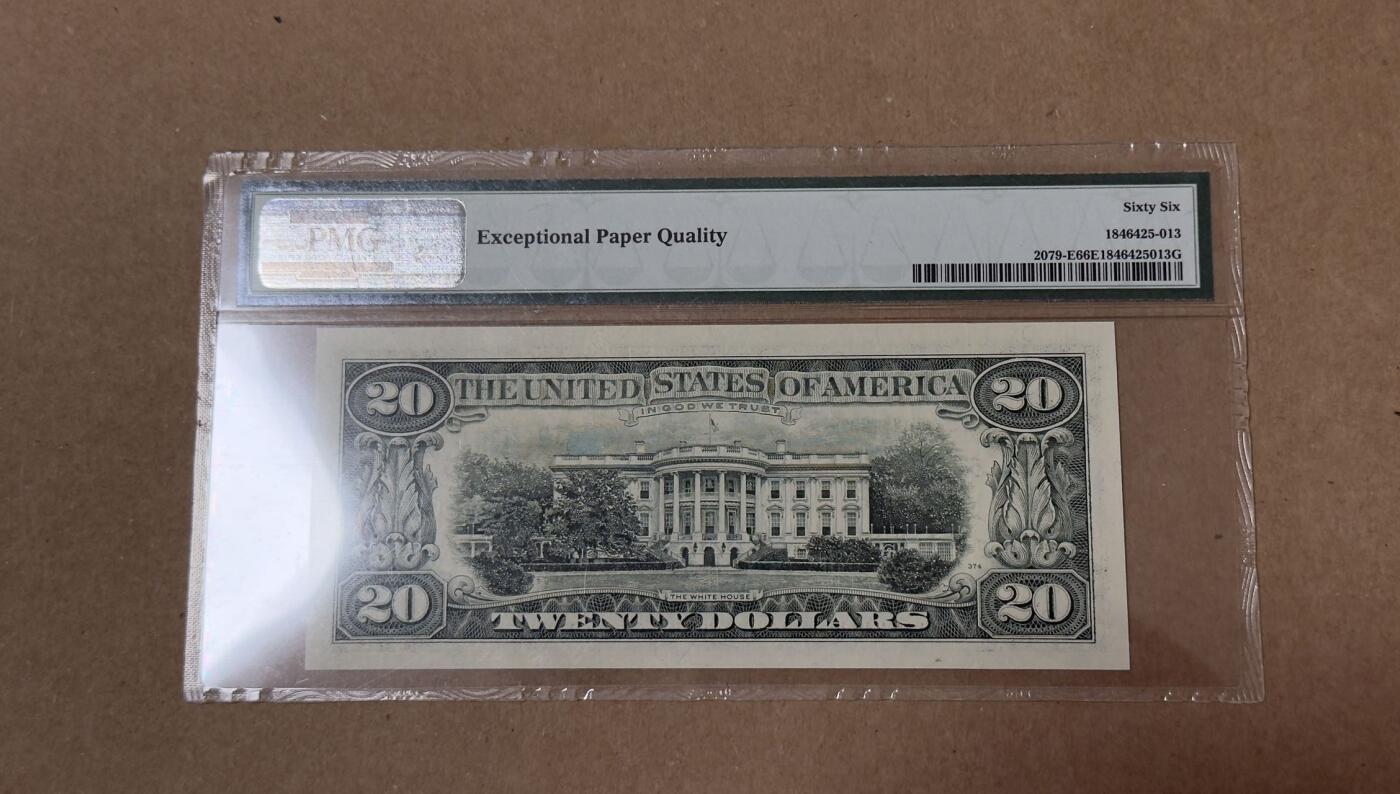 PMG
Exceptional Paper Quality
Sixty Six
1846425-013
2079-E66E1846425013G
20 THE UNITED STATES OF AMERICA 20
IN GOD WE TRUST
374
THE WHITE HOUSE
20 TWENTY DOLLARS 20